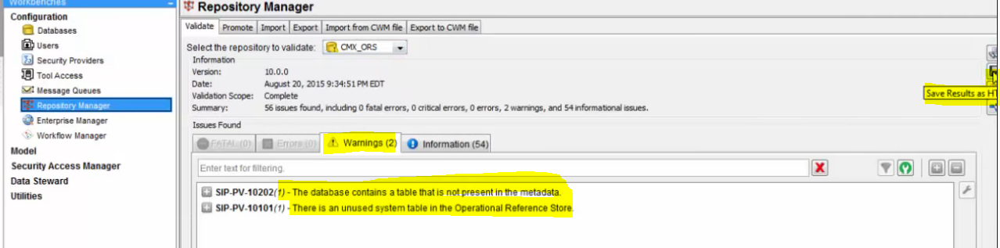 Workbenches
Repository Manager
Configuration
Databases
Users
Security Providers
Tool Access
Message Queues
Repository Manager
Enterprise Manager
Workflow Manager
Model
Security Access Manager
Data Steward
Utilities
Validate Promote Import Export Import from CWM file Export to CWM file
Select the repository to validate: CMX_ORS
Information
Version: 10.0.0
Date: August 20, 2015 9:34:51 PM EDT
Validation Scope: Complete
Summary: 56 issues found, including 0 fatal errors, 0 critical errors, 0 errors, 2 warnings, and 54 informational issues.
Save Results as HT
Issues Found
FATAL (0) Errors (0) Warnings (2) Information (54)
Enter text for filtering.
SIP-PV-10202(1) - The database contains a table that is not present in the metadata.
SIP-PV-10101(1) - There is an unused system table in the Operational Reference Store.